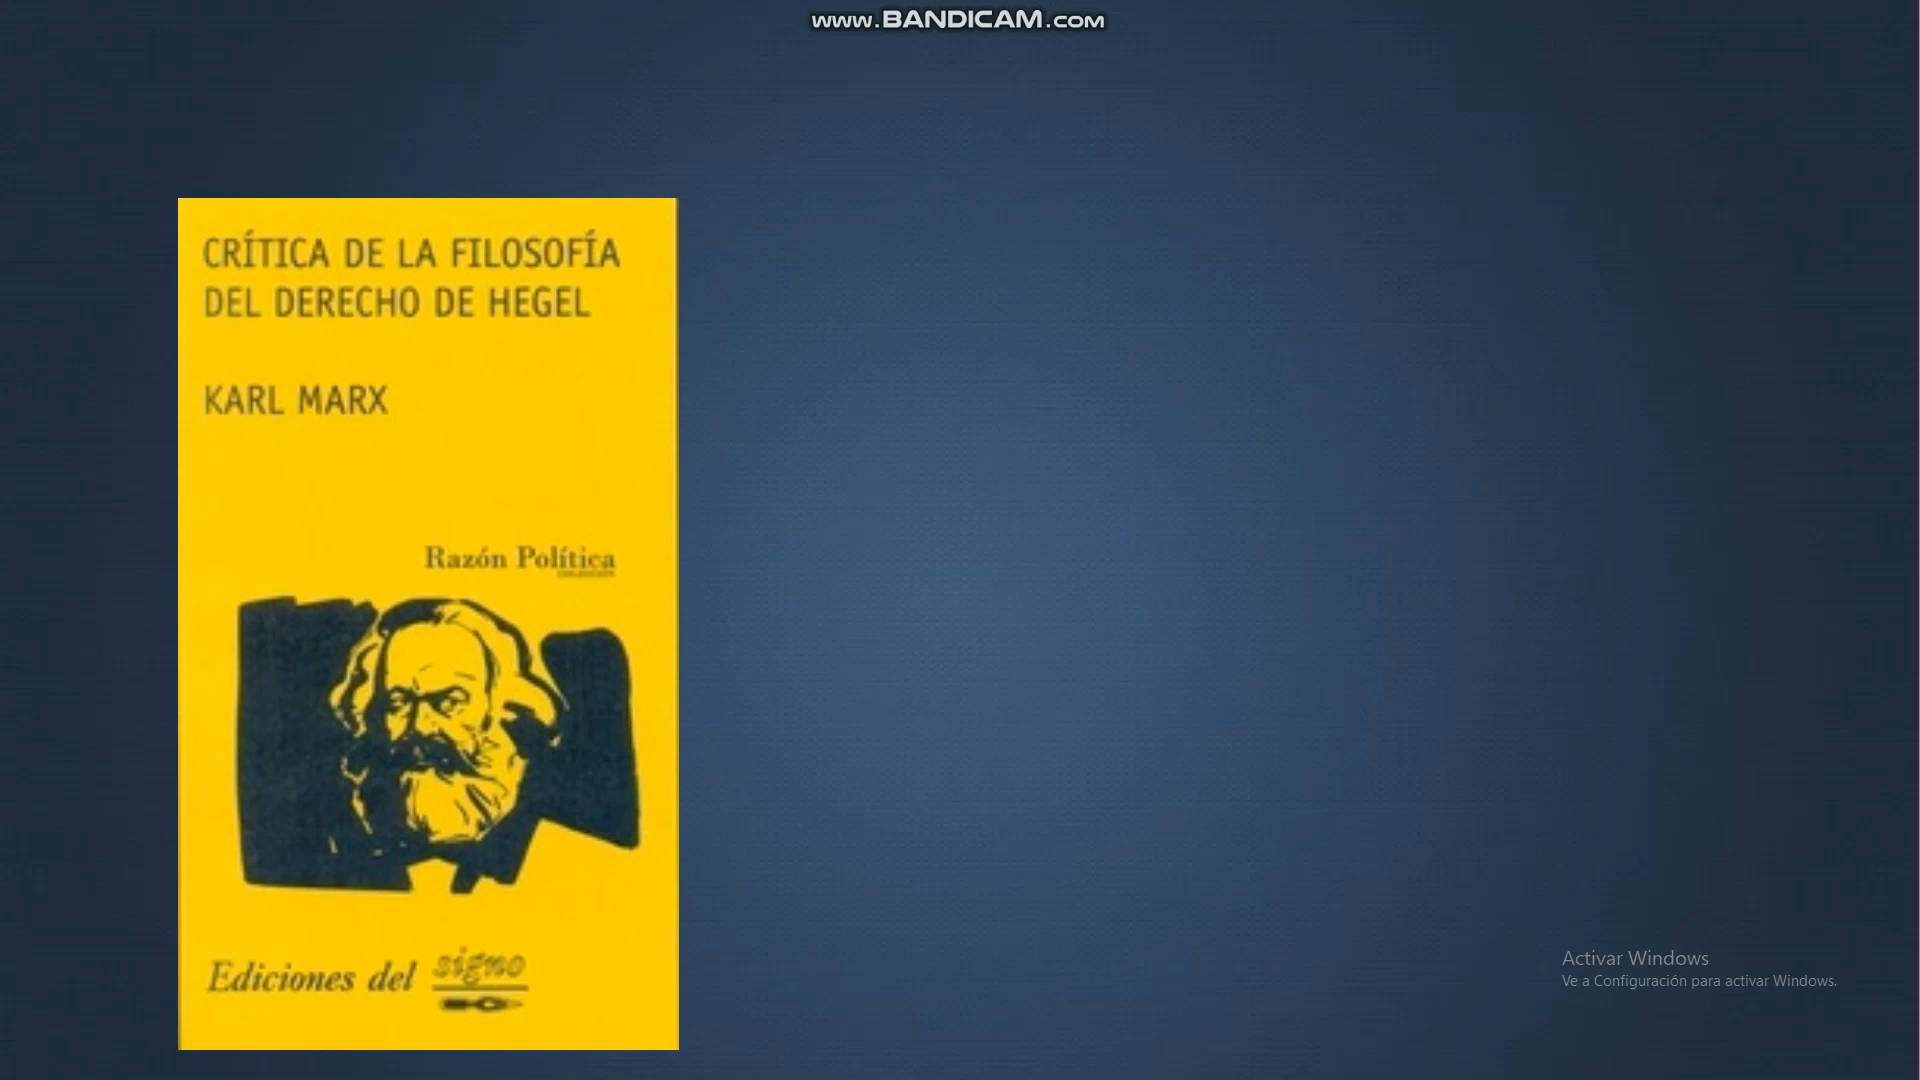 www.BANDICAM.com
CRÍTICA DE LA FILOSOFÍA
DEL DERECHO DE HEGEL
KARL MARX
Razón Política
Ediciones del signo
Activar Windows
Ve a Configuración para activar Windows.